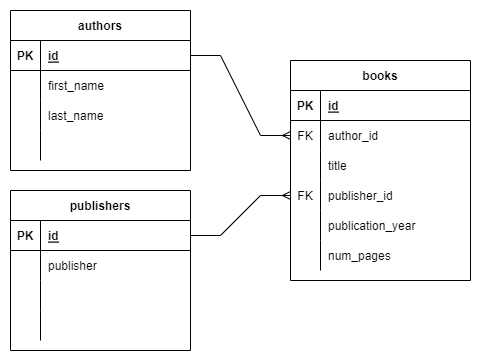 authors
PK id
first_name
last_name
publishers
PK id
publisher
books
PK id
FK author_id
title
FK publisher_id
publication_year
num_pages